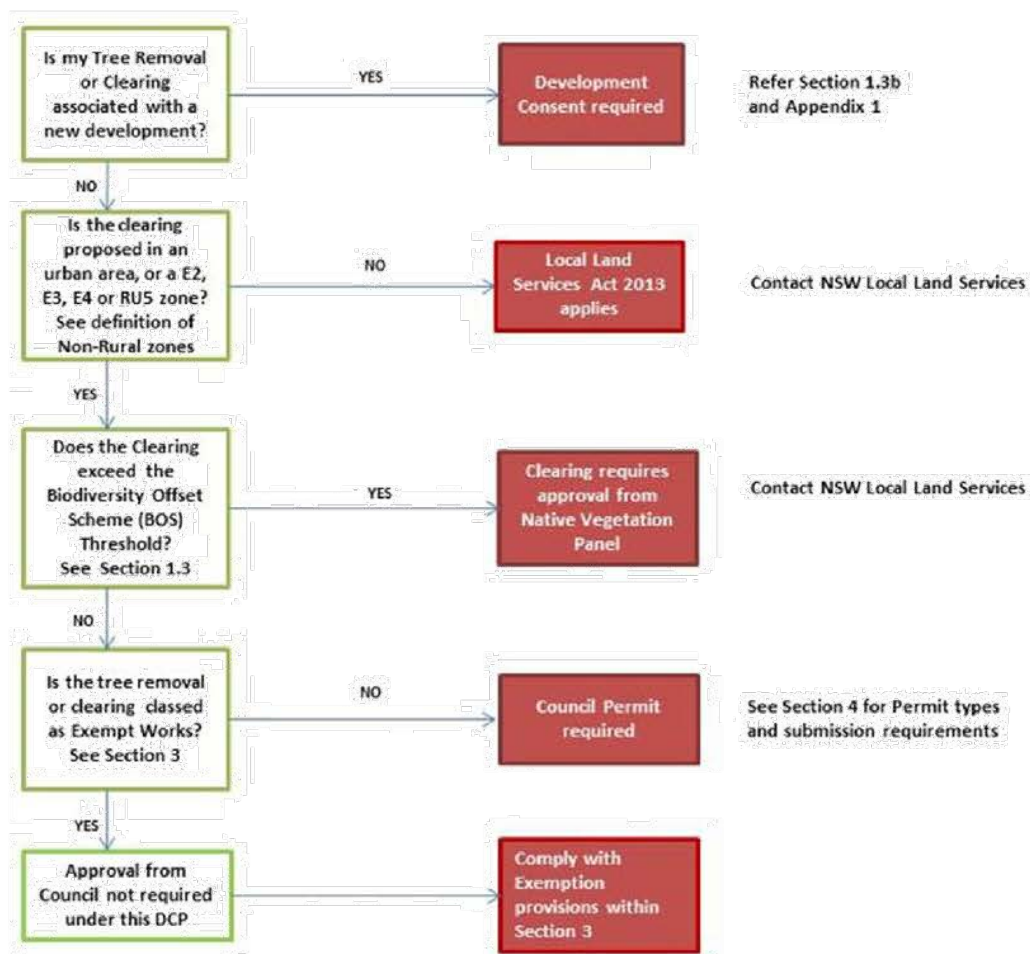 Is my Tree Removal
or Clearing
associated with a
new development?
YES
Development
Consent required
Refer Section 1.3b
and Appendix 1
NO
Is the clearing
proposed in an
urban area, or a E2,
E3, E4 or RU5 zone?
See definition of
Non-Rural zones
NO
Local Land
Services Act 2013
applies
Contact NSW Local Land Services
YES
Does the Clearing
exceed the
Biodiversity Offset
Scheme (BOS)
Threshold?
See Section 1.3
YES
Clearing requires
approval from
Native Vegetation
Panel
Contact NSW Local Land Services
NO
Is the tree removal
or clearing classed
as Exempt Works?
See Section 3
NO
Council Permit
required
See Section 4 for Permit types
and submission requirements
YES
Approval from
Council not required
under this DCP
Comply with
Exemption
provisions within
Section 3